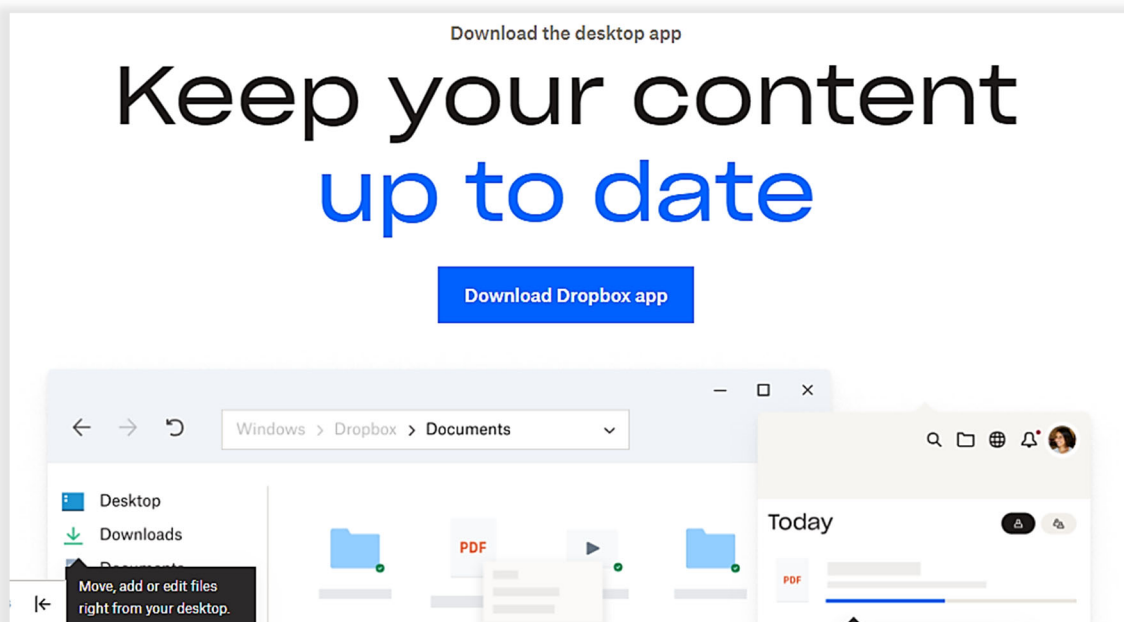 Download the desktop app
Keep your content
up to date
Download Dropbox app
Windows > Dropbox > Documents
Desktop
Downloads
Documents
Move, add or edit files
right from your desktop.
PDF
Today
PDF